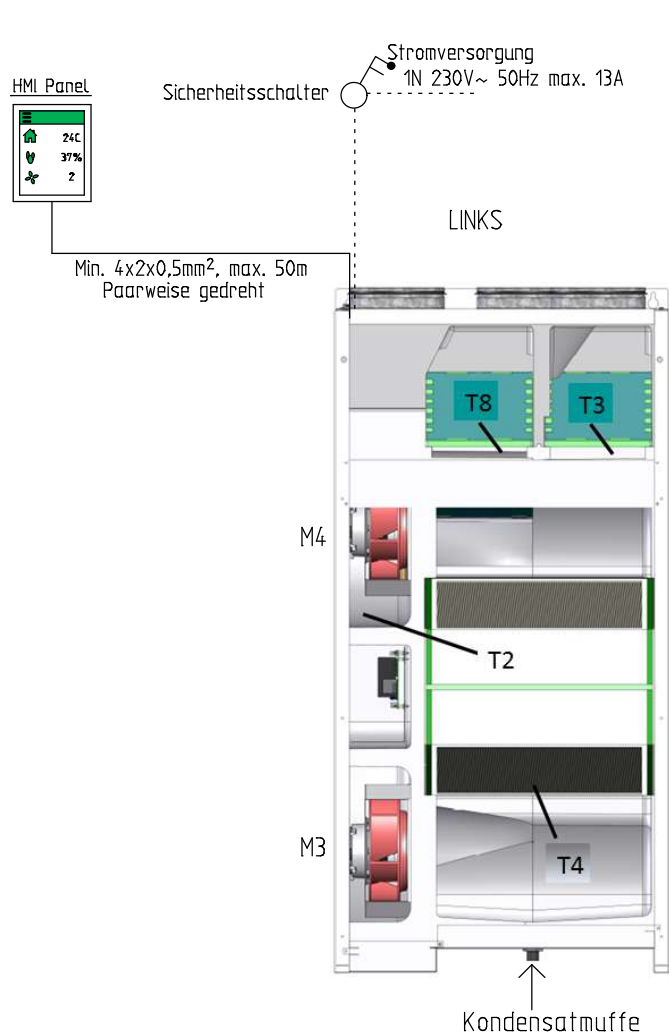 Stromversorgung
1N 230V~ 50Hz max. 13A
Sicherheitsschalter
HMI Panel
24C
37%
2
LINKS
Min. 4x2x0,5mm², max. 50m
Paarweise gedreht
T8
T3
M4
T2
M3
T4
Kondensatmuffe